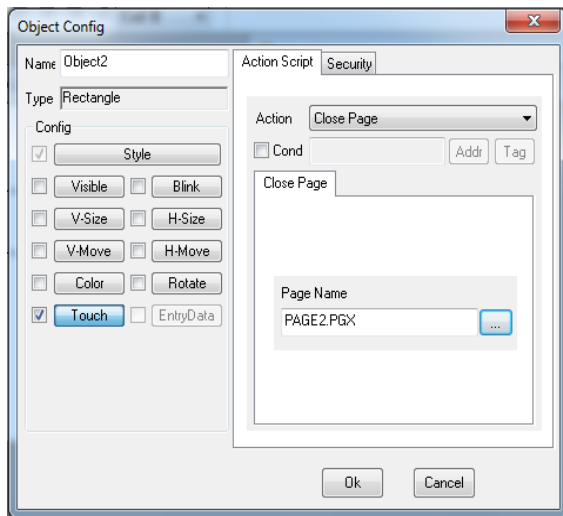 Object Config
Name Object2
Type Rectangle
Config
Style
Visible Blink
V-Size H-Size
V-Move H-Move
Color Rotate
Touch EntryData
Action Script Security
Action Close Page
Cond Addr Tag
Close Page
Page Name
PAGE2.PGX ...
Ok Cancel